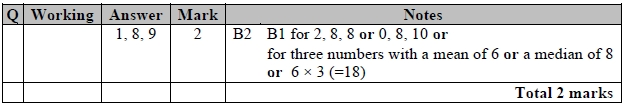 Q Working Answer Mark Notes
1, 8, 9 2 B2 B1 for 2, 8, 8 or 0, 8, 10 or
for three numbers with a mean of 6 or a median of 8
or 6 × 3 (=18)
Total 2 marks